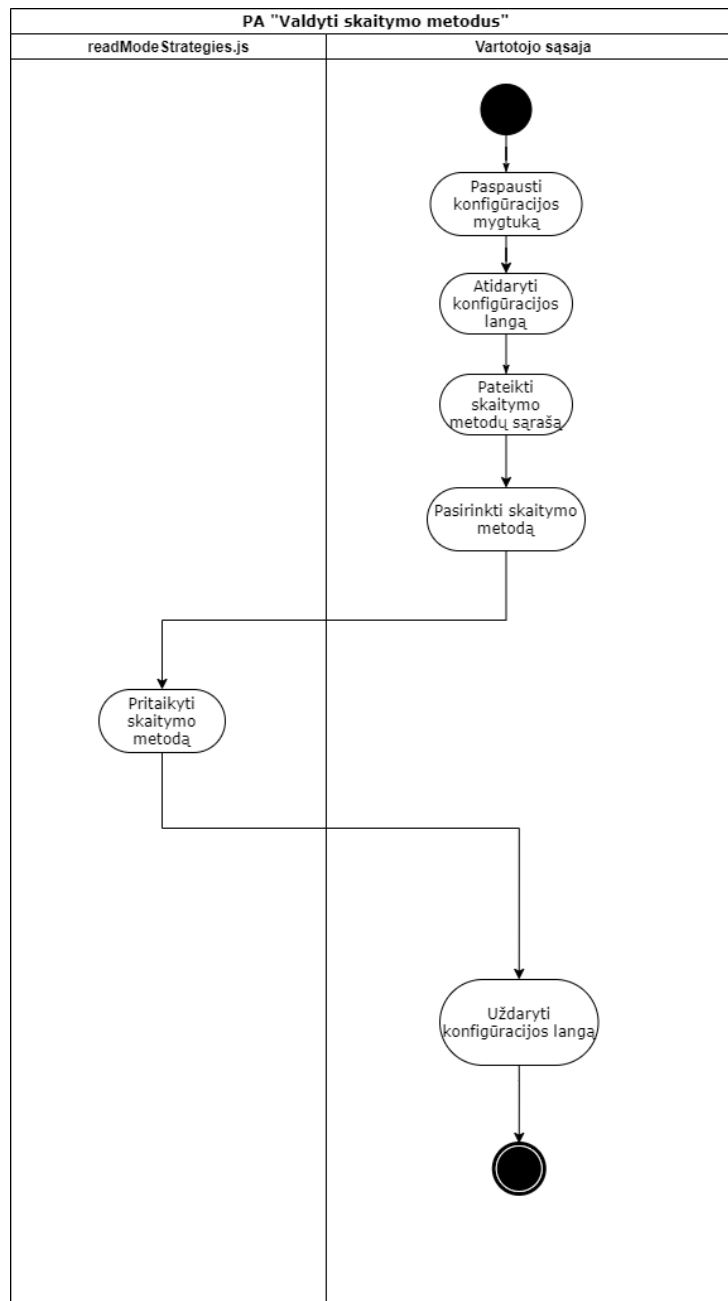 PA "Valdyti skaitymo metodus"
readModeStrategies.js
Vartotojo sąsaja
Paspausti
konfigūracijos
mygtuką
Atidaryti
konfigūracijos
langą
Pateikti
skaitymo
metodų sąrašą
Pasirinkti skaitymo
metodą
Pritaikyti
skaitymo
metodą
Uždaryti
konfigūracijos langą